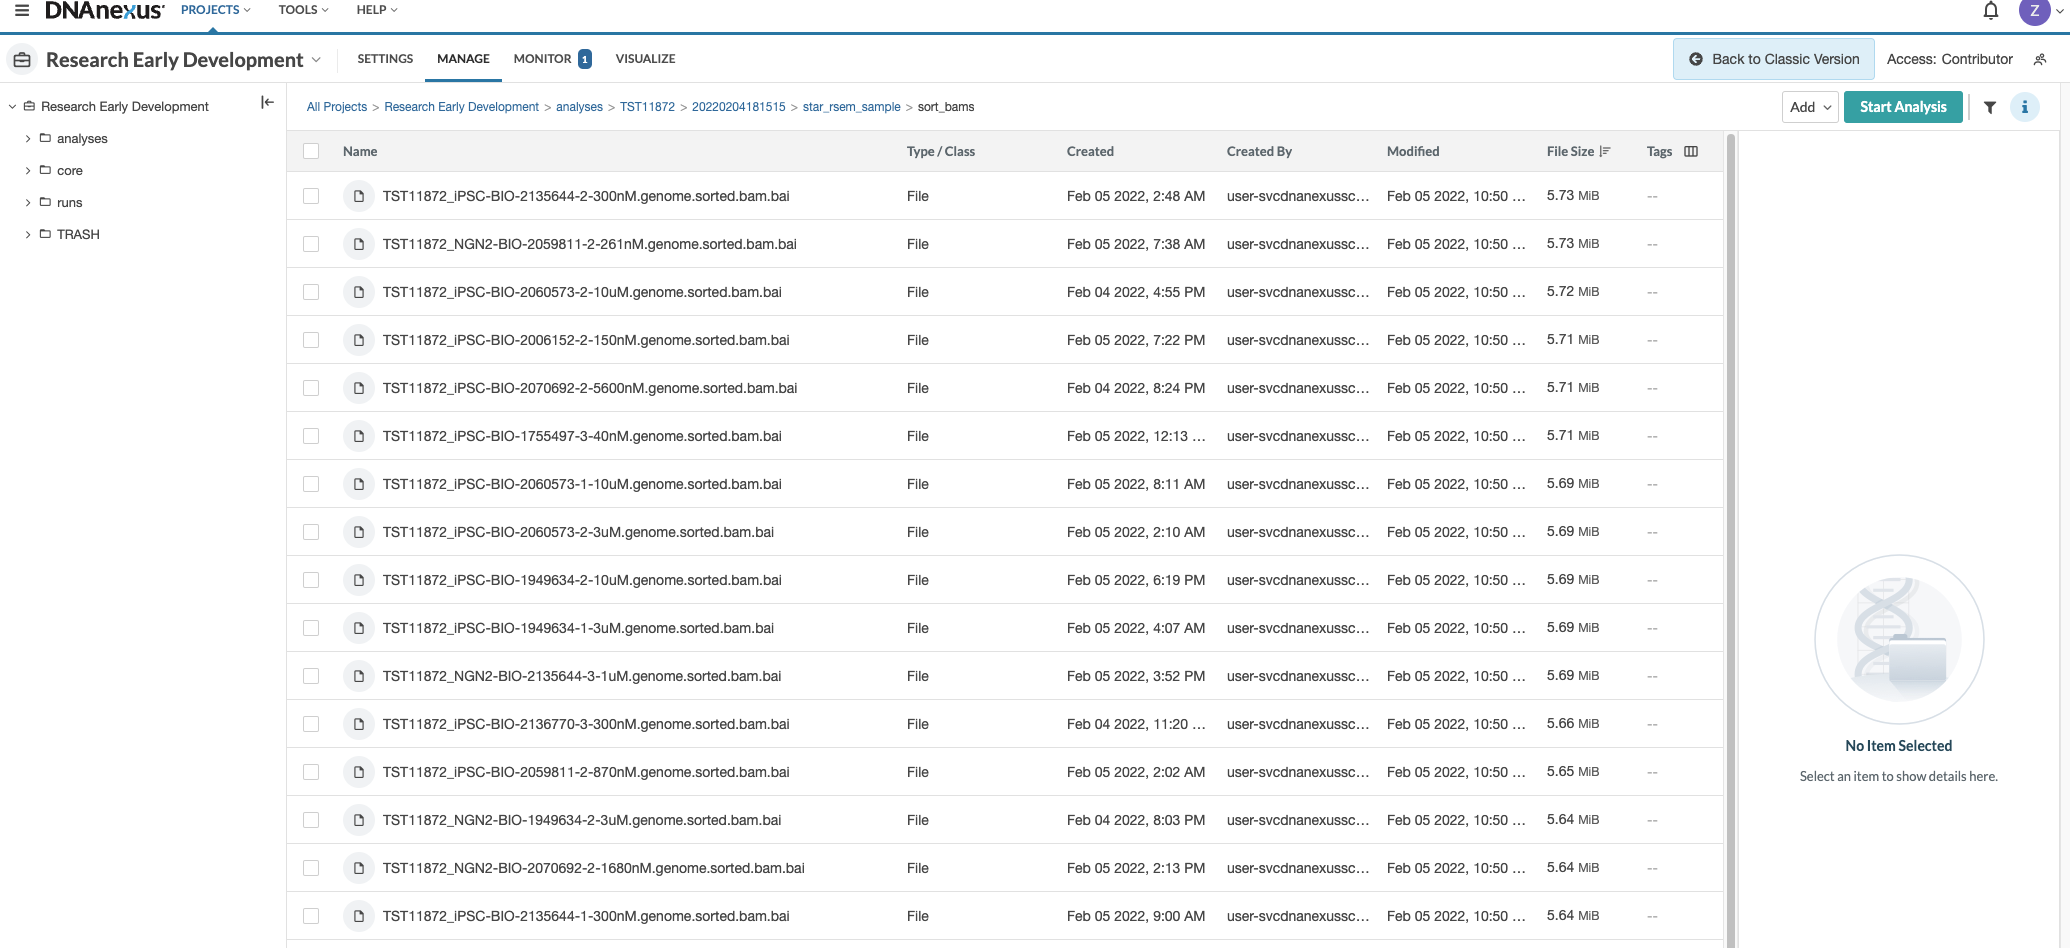 DNAnexus PROJECTS TOOLS HELP Z
Research Early Development SETTINGS MANAGE MONITOR 1 VISUALIZE Back to Classic Version Access: Contributor
Research Early Development
analyses
core
runs
TRASH
All Projects > Research Early Development > analyses > TST11872 > 20220204181515 > star_rsem_sample > sort_bams Add Start Analysis
Name Type / Class Created Created By Modified File Size Tags
TST11872_iPSC-BIO-2135644-2-300nM.genome.sorted.bam.bai File Feb 05 2022, 2:48 AM user-svcdnanexussc... Feb 05 2022, 10:50 ... 5.73 MiB --
TST11872_NGN2-BIO-2059811-2-261nM.genome.sorted.bam.bai File Feb 05 2022, 7:38 AM user-svcdnanexussc... Feb 05 2022, 10:50 ... 5.73 MiB --
TST11872_iPSC-BIO-2060573-2-10uM.genome.sorted.bam.bai File Feb 04 2022, 4:55 PM user-svcdnanexussc... Feb 05 2022, 10:50 ... 5.72 MiB --
TST11872_iPSC-BIO-2006152-2-150nM.genome.sorted.bam.bai File Feb 05 2022, 7:22 PM user-svcdnanexussc... Feb 05 2022, 10:50 ... 5.71 MiB --
TST11872_iPSC-BIO-2070692-2-5600nM.genome.sorted.bam.bai File Feb 04 2022, 8:24 PM user-svcdnanexussc... Feb 05 2022, 10:50 ... 5.71 MiB --
TST11872_iPSC-BIO-1755497-3-40nM.genome.sorted.bam.bai File Feb 05 2022, 12:13 ... user-svcdnanexussc... Feb 05 2022, 10:50 ... 5.71 MiB --
TST11872_iPSC-BIO-2060573-1-10uM.genome.sorted.bam.bai File Feb 05 2022, 8:11 AM user-svcdnanexussc... Feb 05 2022, 10:50 ... 5.69 MiB --
TST11872_iPSC-BIO-2060573-2-3uM.genome.sorted.bam.bai File Feb 05 2022, 2:10 AM user-svcdnanexussc... Feb 05 2022, 10:50 ... 5.69 MiB --
TST11872_iPSC-BIO-1949634-2-10uM.genome.sorted.bam.bai File Feb 05 2022, 6:19 PM user-svcdnanexussc... Feb 05 2022, 10:50 ... 5.69 MiB --
TST11872_iPSC-BIO-1949634-1-3uM.genome.sorted.bam.bai File Feb 05 2022, 4:07 AM user-svcdnanexussc... Feb 05 2022, 10:50 ... 5.69 MiB --
TST11872_NGN2-BIO-2135644-3-1uM.genome.sorted.bam.bai File Feb 05 2022, 3:52 PM user-svcdnanexussc... Feb 05 2022, 10:50 ... 5.69 MiB --
TST11872_iPSC-BIO-2136770-3-300nM.genome.sorted.bam.bai File Feb 04 2022, 11:20 ... user-svcdnanexussc... Feb 05 2022, 10:50 ... 5.66 MiB --
TST11872_iPSC-BIO-2059811-2-870nM.genome.sorted.bam.bai File Feb 05 2022, 2:02 AM user-svcdnanexussc... Feb 05 2022, 10:50 ... 5.65 MiB --
TST11872_NGN2-BIO-1949634-2-3uM.genome.sorted.bam.bai File Feb 04 2022, 8:03 PM user-svcdnanexussc... Feb 05 2022, 10:50 ... 5.64 MiB --
TST11872_NGN2-BIO-2070692-2-1680nM.genome.sorted.bam.bai File Feb 05 2022, 2:13 PM user-svcdnanexussc... Feb 05 2022, 10:50 ... 5.64 MiB --
TST11872_iPSC-BIO-2135644-1-300nM.genome.sorted.bam.bai File Feb 05 2022, 9:00 AM user-svcdnanexussc... Feb 05 2022, 10:50 ... 5.64 MiB --
No Item Selected
Select an item to show details here.